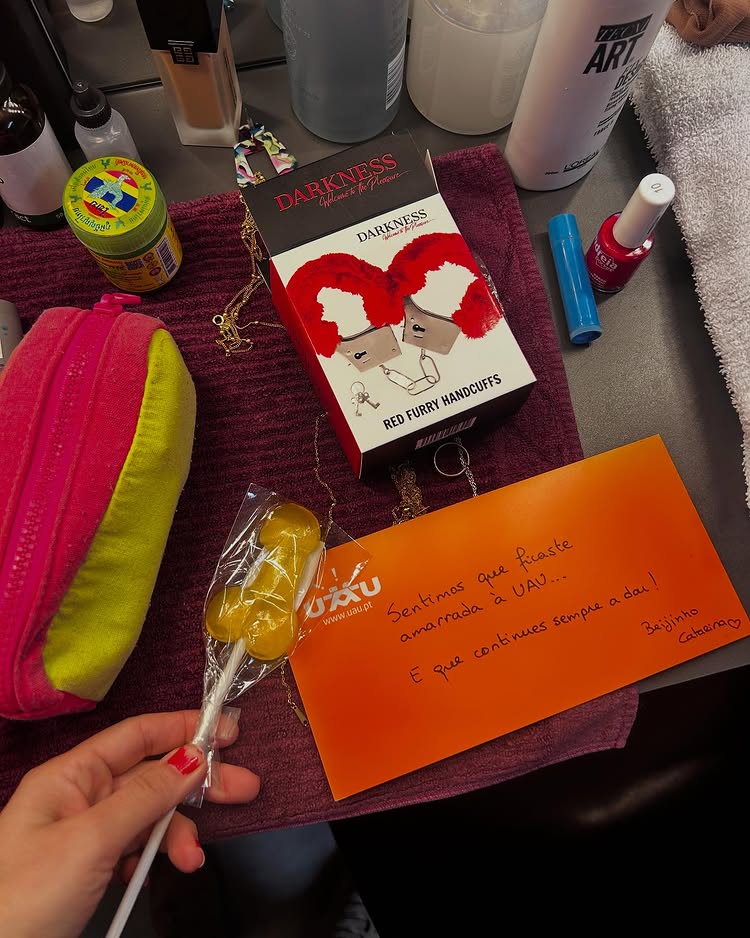 TECNI
ART
L'ORÉAL
DARKNESS
Welcome to the Pleasure
DARKNESS
Welcome to the Pleasure
10
RED FURRY HANDCUFFS
UAU
www.uau.pt
Sentimos que ficaste
amarrada à UAU...
E que continues sempre a dar!
Beijinho
Catarina♡